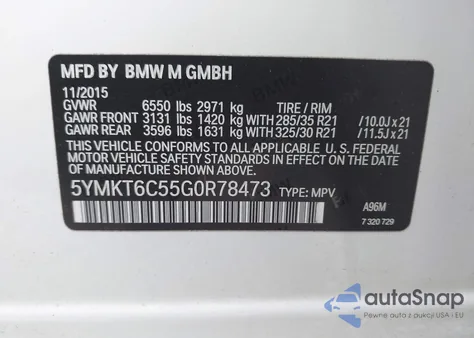 MFD BY BMW M GMBH
11/2015
GVWR 6550 lbs 2971 kg TIRE / RIM
GAWR FRONT 3131 lbs 1420 kg WITH 285/35 R21 / 10.0J x 21
GAWR REAR 3596 lbs 1631 kg WITH 325/30 R21 / 11.5J x 21
THIS VEHICLE CONFORMS TO ALL APPLICABLE U. S. FEDERAL
MOTOR VEHICLE SAFETY STANDARDS IN EFFECT ON THE DATE
OF MANUFACTURE SHOWN ABOVE.
5YMKT6C55G0R78473 TYPE: MPV
A96M
7 320 729
autoSnap
Pewne auta z aukcji USA i EU